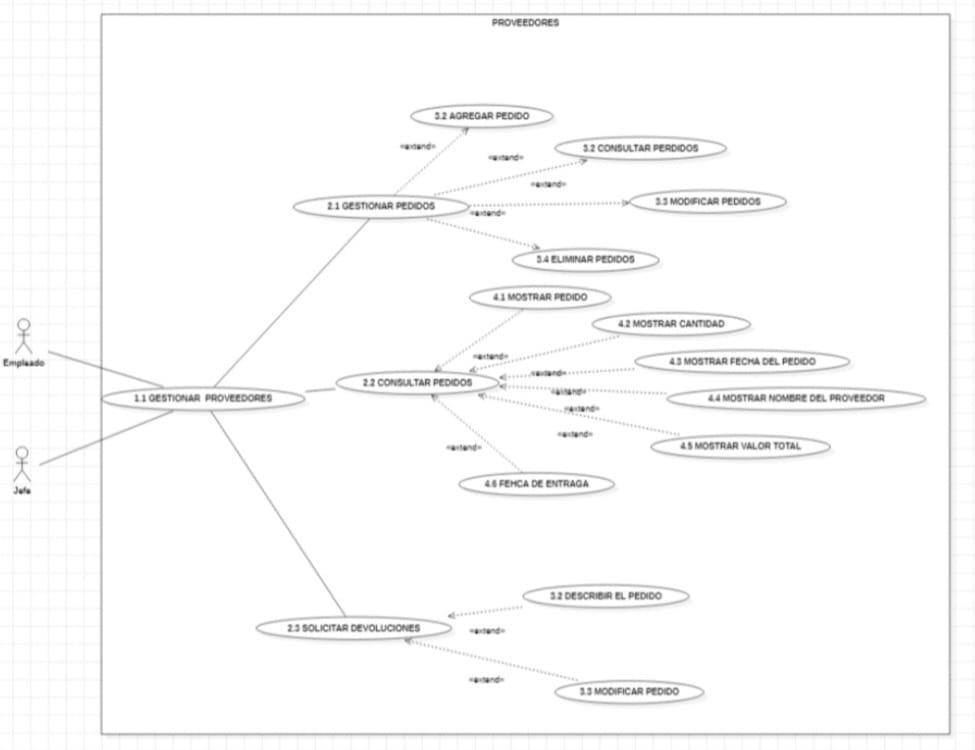 PROVEEDORES
3.2 AGREGAR PEDIDO
«extend»
3.2 CONSULTAR PERDIDOS
«extend»
«extend»
2.1 GESTIONAR PEDIDOS
3.3 MODIFICAR PEDIDOS
«extend»
3.4 ELIMINAR PEDIDOS
4.1 MOSTRAR PEDIDO
4.2 MOSTRAR CANTIDAD
Empleado
«extend»
4.3 MOSTRAR FECHA DEL PEDIDO
«extend»
2.2 CONSULTAR PEDIDOS
«extend»
1.1 GESTIONAR PROVEEDORES
4.4 MOSTRAR NOMBRE DEL PROVEEDOR
«extend»
«extend»
4.5 MOSTRAR VALOR TOTAL
«extend»
Jefe
4.6 FEHCA DE ENTRAGA
3.2 DESCRIBIR EL PEDIDO
2.3 SOLICITAR DEVOLUCIONES
«extend»
«extend»
3.3 MODIFICAR PEDIDO